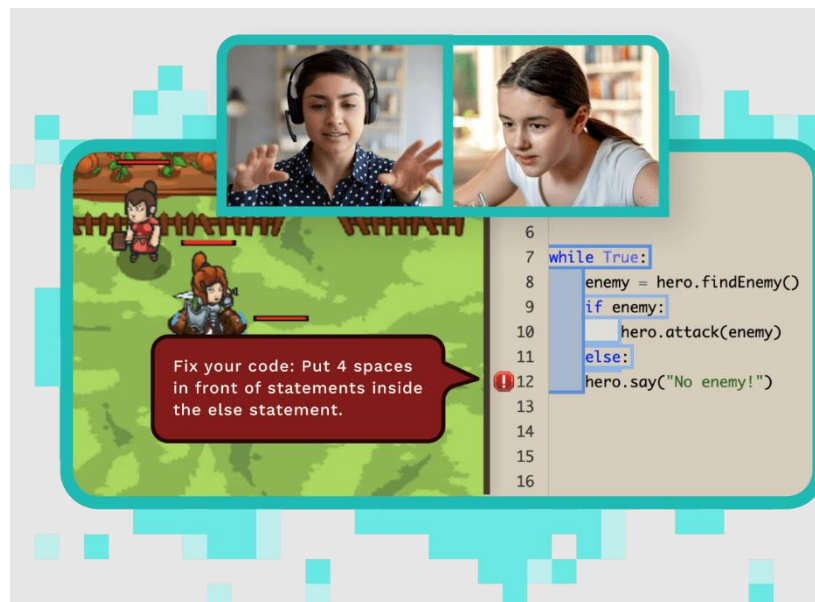 6
7 while True:
8     enemy = hero.findEnemy()
9     if enemy:
10         hero.attack(enemy)
11     else:
12     hero.say("No enemy!")
13
14
15
16
Fix your code: Put 4 spaces
in front of statements inside
the else statement.